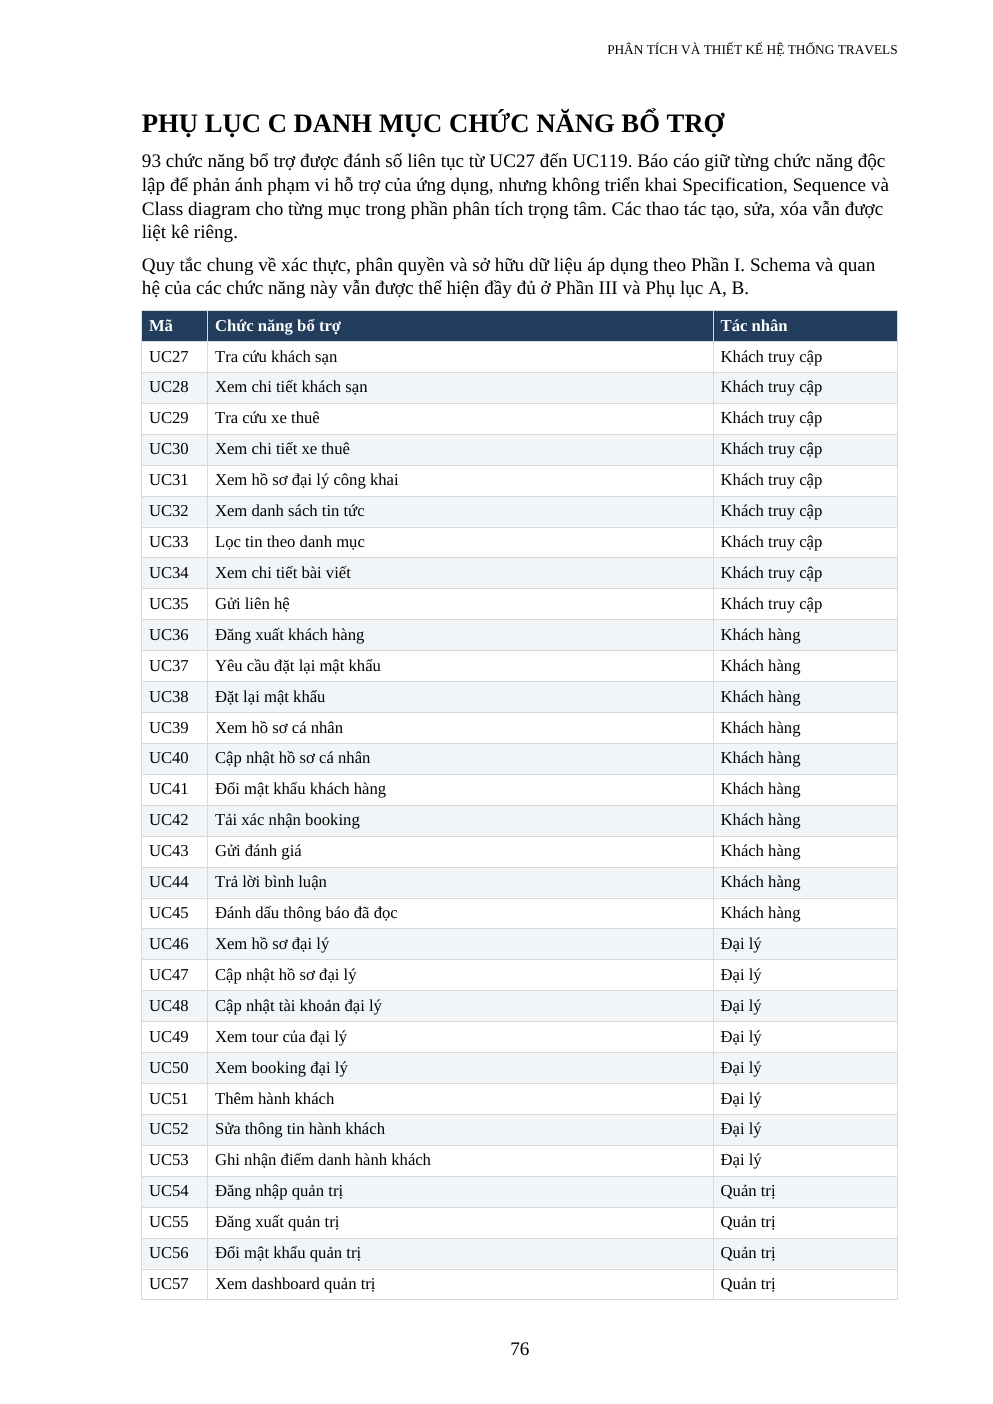 PHÂN TÍCH VÀ THIẾT KẾ HỆ THỐNG TRAVELS
PHỤ LỤC C DANH MỤC CHỨC NĂNG BỔ TRỢ
93 chức năng bổ trợ được đánh số liên tục từ UC27 đến UC119. Báo cáo giữ từng chức năng độc
lập để phản ánh phạm vi hỗ trợ của ứng dụng, nhưng không triển khai Specification, Sequence và
Class diagram cho từng mục trong phần phân tích trọng tâm. Các thao tác tạo, sửa, xóa vẫn được
liệt kê riêng.
Quy tắc chung về xác thực, phân quyền và sở hữu dữ liệu áp dụng theo Phần I. Schema và quan
hệ của các chức năng này vẫn được thể hiện đầy đủ ở Phần III và Phụ lục A, B.
Mã Chức năng bổ trợ Tác nhân
UC27 Tra cứu khách sạn Khách truy cập
UC28 Xem chi tiết khách sạn Khách truy cập
UC29 Tra cứu xe thuê Khách truy cập
UC30 Xem chi tiết xe thuê Khách truy cập
UC31 Xem hồ sơ đại lý công khai Khách truy cập
UC32 Xem danh sách tin tức Khách truy cập
UC33 Lọc tin theo danh mục Khách truy cập
UC34 Xem chi tiết bài viết Khách truy cập
UC35 Gửi liên hệ Khách truy cập
UC36 Đăng xuất khách hàng Khách hàng
UC37 Yêu cầu đặt lại mật khẩu Khách hàng
UC38 Đặt lại mật khẩu Khách hàng
UC39 Xem hồ sơ cá nhân Khách hàng
UC40 Cập nhật hồ sơ cá nhân Khách hàng
UC41 Đổi mật khẩu khách hàng Khách hàng
UC42 Tải xác nhận booking Khách hàng
UC43 Gửi đánh giá Khách hàng
UC44 Trả lời bình luận Khách hàng
UC45 Đánh dấu thông báo đã đọc Khách hàng
UC46 Xem hồ sơ đại lý Đại lý
UC47 Cập nhật hồ sơ đại lý Đại lý
UC48 Cập nhật tài khoản đại lý Đại lý
UC49 Xem tour của đại lý Đại lý
UC50 Xem booking đại lý Đại lý
UC51 Thêm hành khách Đại lý
UC52 Sửa thông tin hành khách Đại lý
UC53 Ghi nhận điểm danh hành khách Đại lý
UC54 Đăng nhập quản trị Quản trị
UC55 Đăng xuất quản trị Quản trị
UC56 Đổi mật khẩu quản trị Quản trị
UC57 Xem dashboard quản trị Quản trị
76